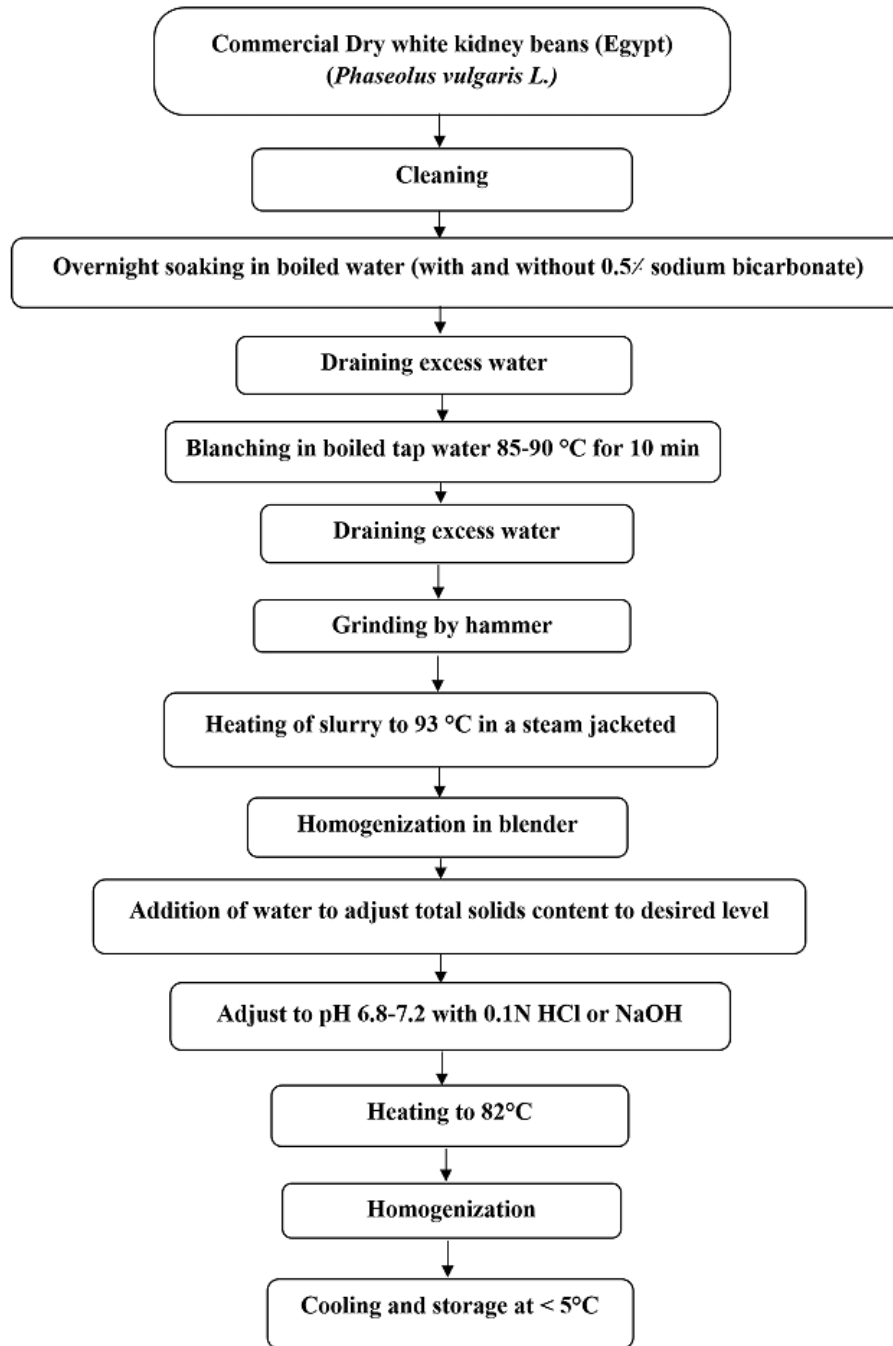 Commercial Dry white kidney beans (Egypt)
(Phaseolus vulgaris L.)
Cleaning
Overnight soaking in boiled water (with and without 0.5٪ sodium bicarbonate)
Draining excess water
Blanching in boiled tap water 85-90 °C for 10 min
Draining excess water
Grinding by hammer
Heating of slurry to 93 °C in a steam jacketed
Homogenization in blender
Addition of water to adjust total solids content to desired level
Adjust to pH 6.8-7.2 with 0.1N HCl or NaOH
Heating to 82°C
Homogenization
Cooling and storage at < 5°C